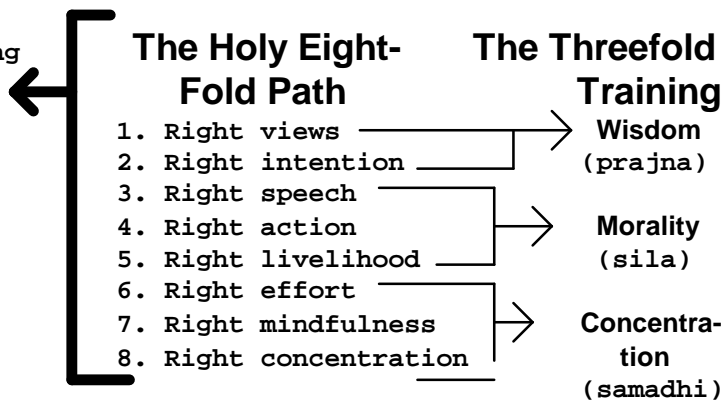 ng
The Holy Eight-
Fold Path
The Threefold
Training
1. Right views
2. Right intention
3. Right speech
4. Right action
5. Right livelihood
6. Right effort
7. Right mindfulness
8. Right concentration
Wisdom
(prajna)
Morality
(sila)
Concentra-
tion
(samadhi)